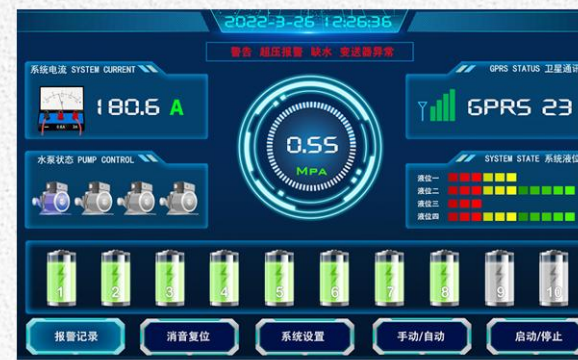 2022-3-26 12:26:36
警告 超压报警 缺水 变送器异常
系统电流 SYSTEM CURRENT
GPRS STATUS 卫星通讯
180.6 A
0.55
MPA
GPRS 23
水泵状态 PUMP CONTROL
SYSTEM STATE 系统液位
液位一
液位二
液位三
液位四
1 2 3 4 5 6 7 8 9 10
报警记录 消音复位 系统设置 手动/自动 启动/停止